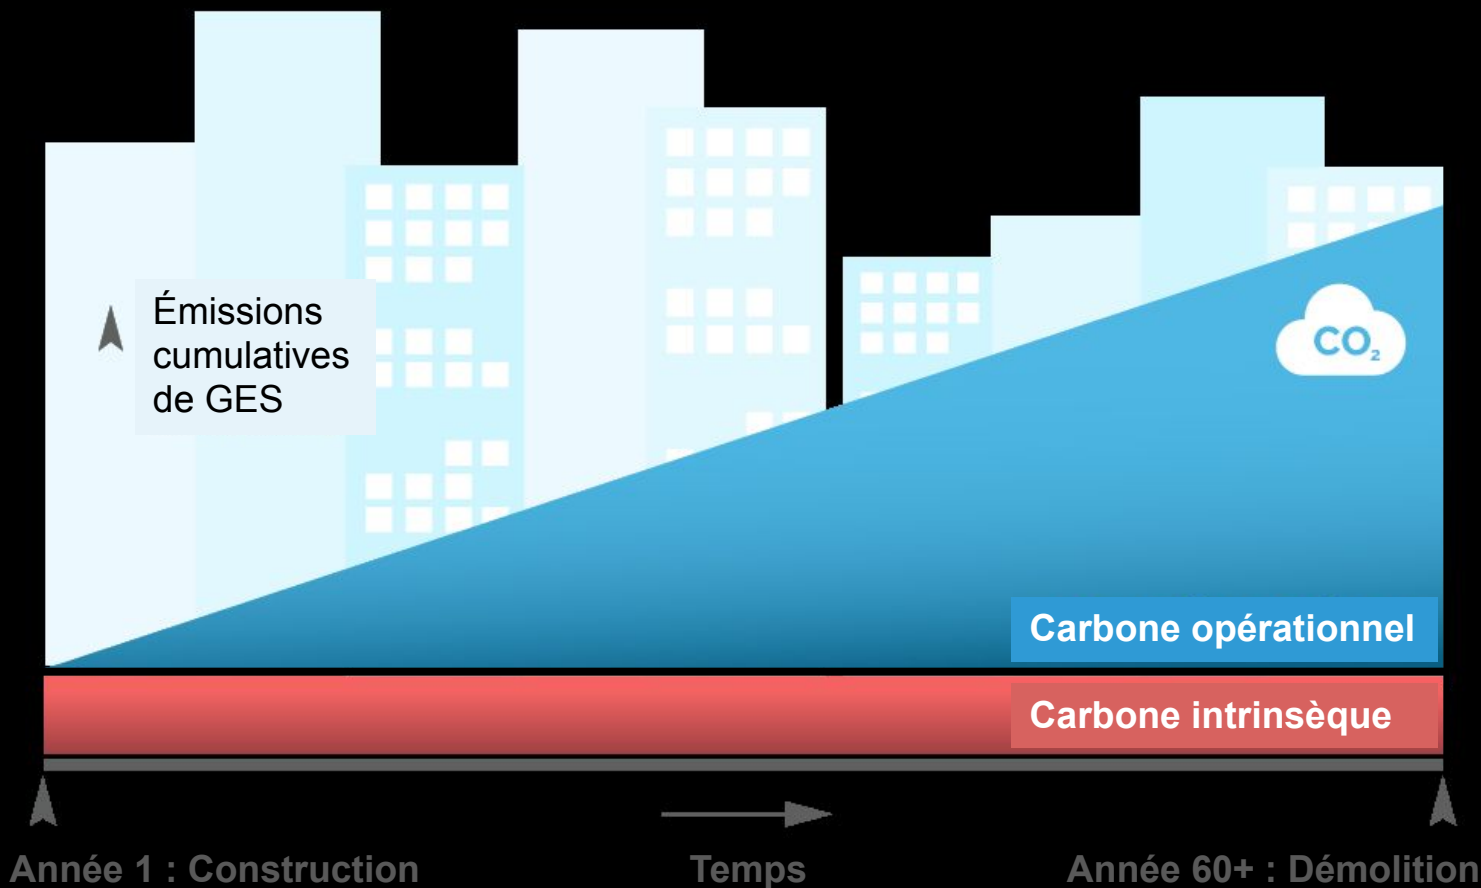 Émissions
cumulatives
de GES
CO₂
Carbone opérationnel
Carbone intrinsèque
Année 1 : Construction
Temps
Année 60+ : Démolition